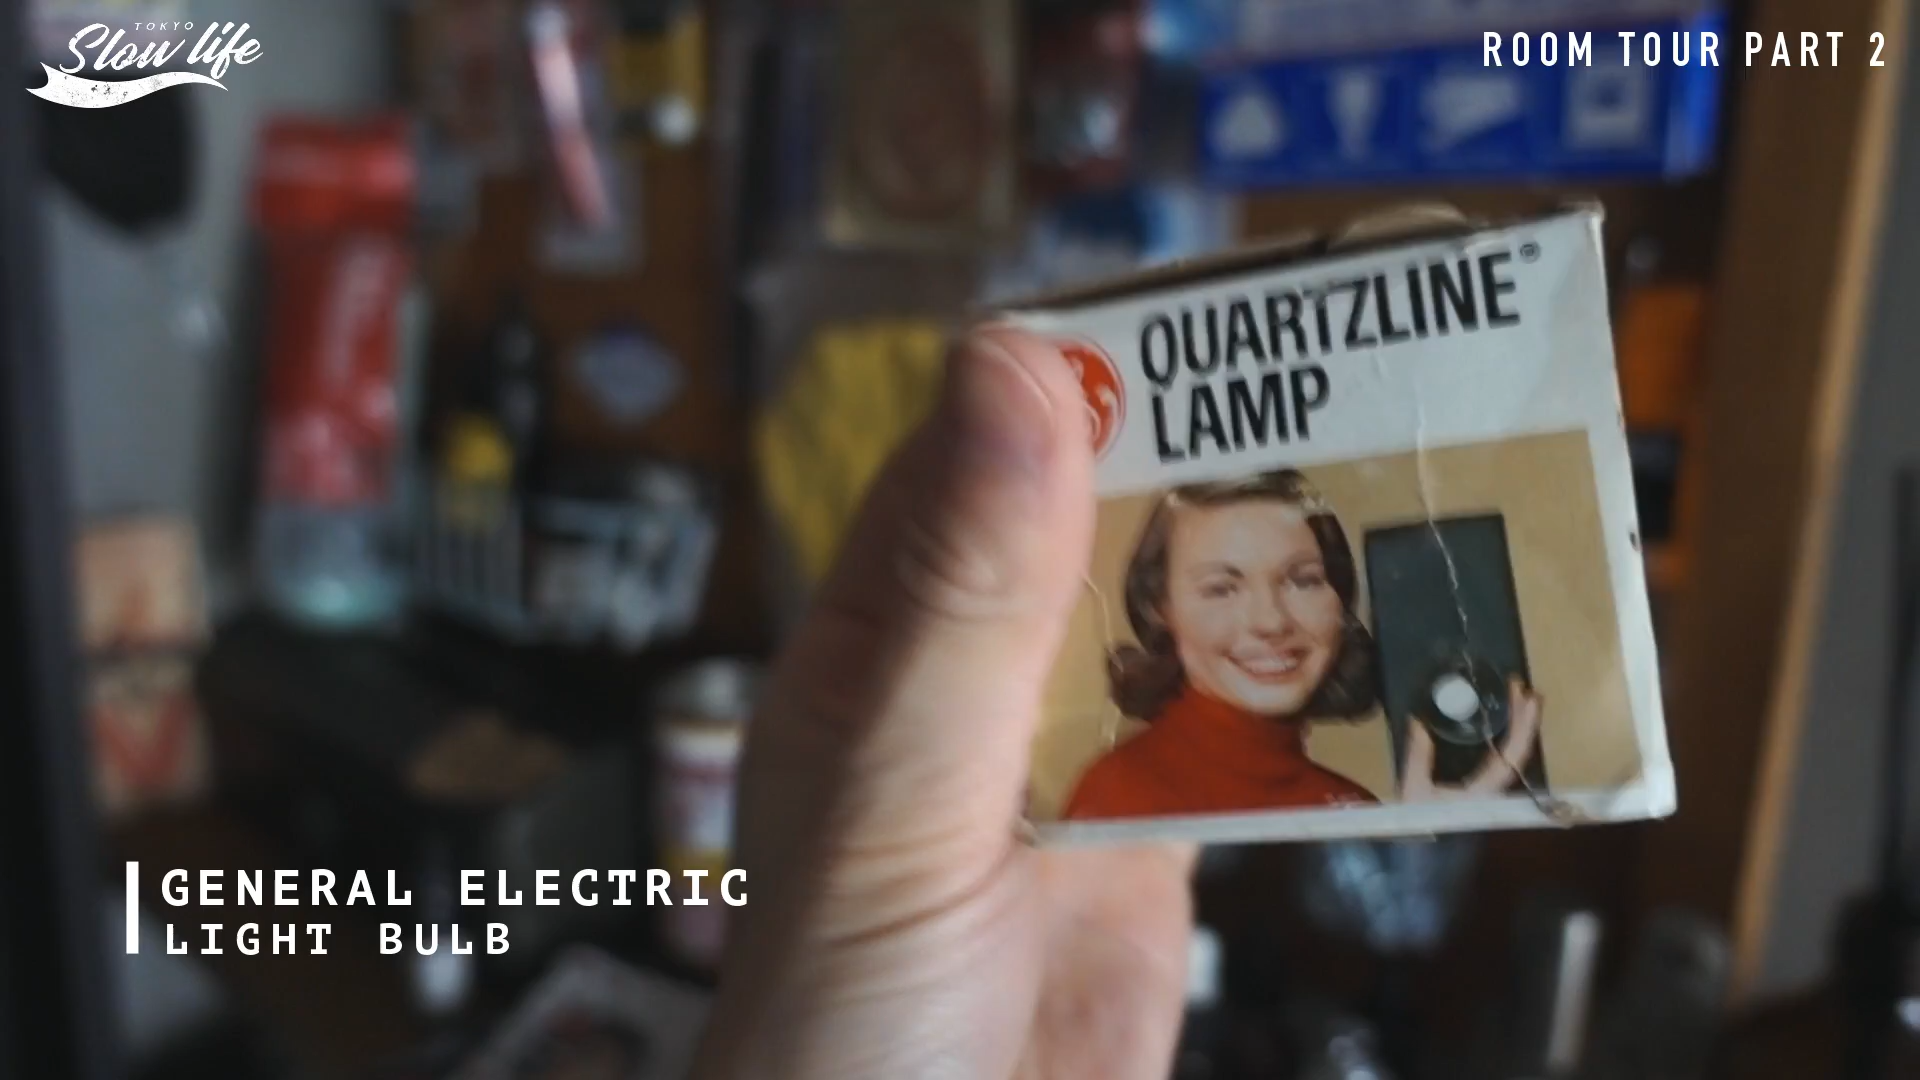 TOKYO
Slow life
ROOM TOUR PART 2
QUARTZLINE®
LAMP
GENERAL ELECTRIC
LIGHT BULB